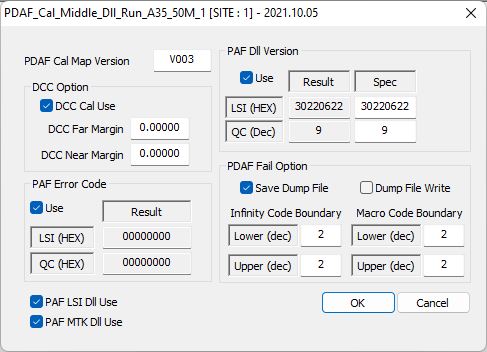 PDAF_Cal_Middle_Dll_Run_A35_50M_1 [SITE : 1] - 2021.10.05
PDAF Cal Map Version V003
DCC Option
DCC Cal Use
DCC Far Margin 0.00000
DCC Near Margin 0.00000
PAF Error Code
Use Result
LSI (HEX) 00000000
QC (HEX) 00000000
PAF LSI Dll Use
PAF MTK Dll Use
PAF Dll Version
Use Result Spec
LSI (HEX) 30220622 30220622
QC (Dec) 9 9
PDAF Fail Option
Save Dump File Dump File Write
Infinity Code Boundary Macro Code Boundary
Lower (dec) 2 Lower (dec) 2
Upper (dec) 2 Upper (dec) 2
OK Cancel